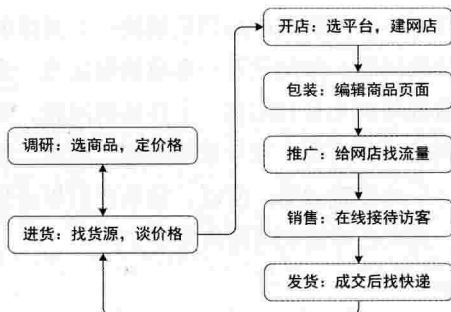 开店：选平台，建网店
包装：编辑商品页面
调研：选商品，定价格
推广：给网店找流量
进货：找货源，谈价格
销售：在线接待访客
发货：成交后找快递